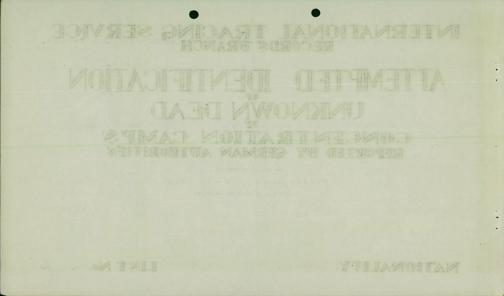 INTERNATIONAL TRACING SERVICE
RECORDS BRANCH
ATTEMPTED IDENTIFICATION
OF
UNKNOWN DEAD
IN
CONCENTRATION CAMPS
REPORTED BY GERMAN AUTHORITIES
NATIONALITY LIST No